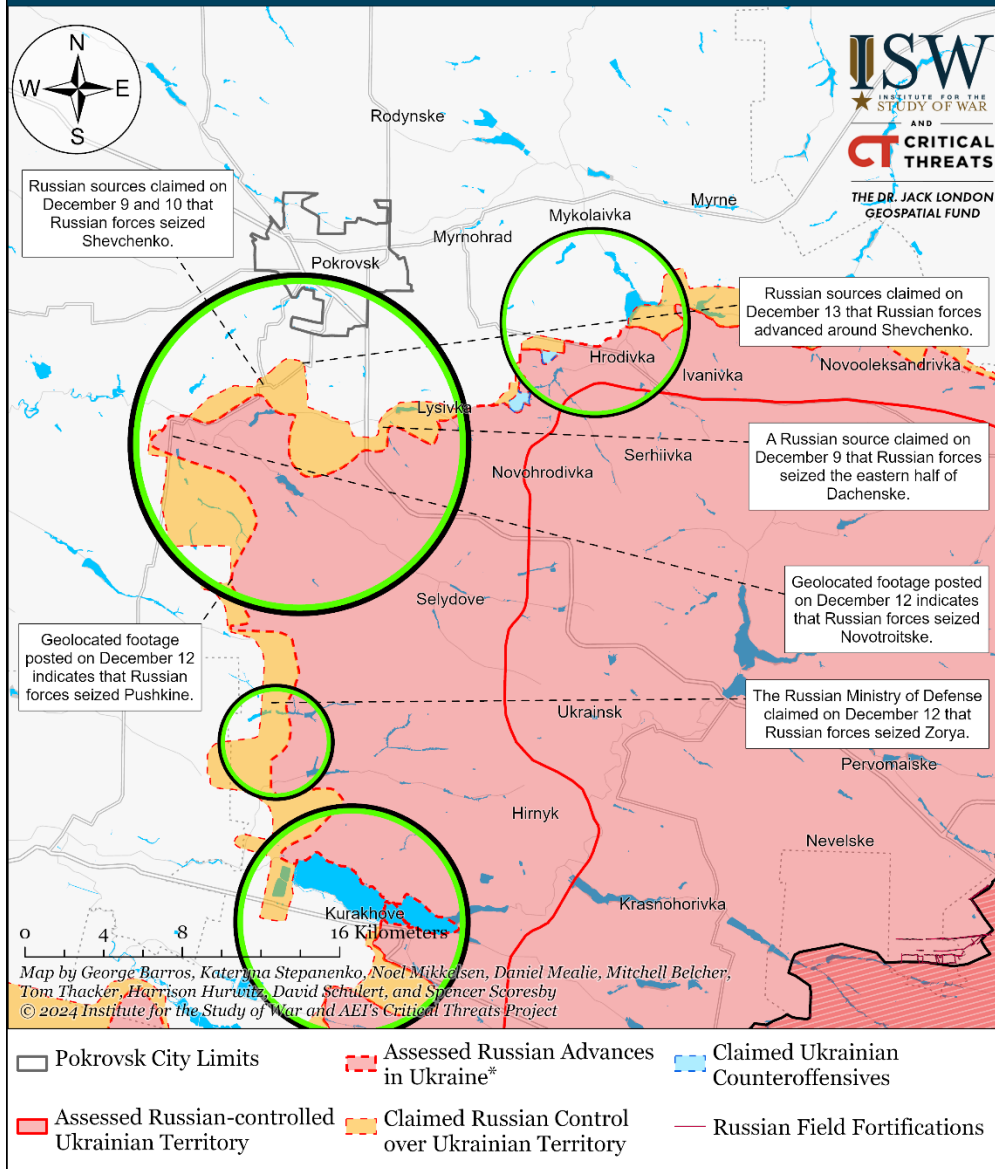 N
W E
S
ISW
INSTITUTE FOR THE
STUDY OF WAR
AND
CT CRITICAL
THREATS
THE DR. JACK LONDON
GEOSPATIAL FUND
Rodynske
Russian sources claimed on
December 9 and 10 that
Russian forces seized
Shevchenko.
Myrne
Mykolaivka
Myrnohrad
Pokrovsk
Russian sources claimed on
December 13 that Russian forces
advanced around Shevchenko.
Hrodivka
Novooleksandrivka
Ivanivka
Lysivka
A Russian source claimed on
December 9 that Russian forces
seized the eastern half of
Dachenske.
Serhiivka
Novohrodivka
Geolocated footage posted
on December 12 indicates
that Russian forces seized
Novotroitske.
Selydove
Geolocated footage
posted on December 12
indicates that Russian
forces seized Pushkine.
The Russian Ministry of Defense
claimed on December 12 that
Russian forces seized Zorya.
Ukrainsk
Pervomaiske
Hirnyk
Nevelske
Krasnohorivka
Kurakhove
0 4 8 16 Kilometers
Map by George Barros, Kateryna Stepanenko, Noel Mikkelsen, Daniel Mealie, Mitchell Belcher,
Tom Thacker, Harrison Hurwitz, David Schulert, and Spencer Scoresby
© 2024 Institute for the Study of War and AEI's Critical Threats Project
Pokrovsk City Limits
Assessed Russian-controlled
Ukrainian Territory
Assessed Russian Advances
in Ukraine*
Claimed Russian Control
over Ukrainian Territory
Claimed Ukrainian
Counteroffensives
Russian Field Fortifications